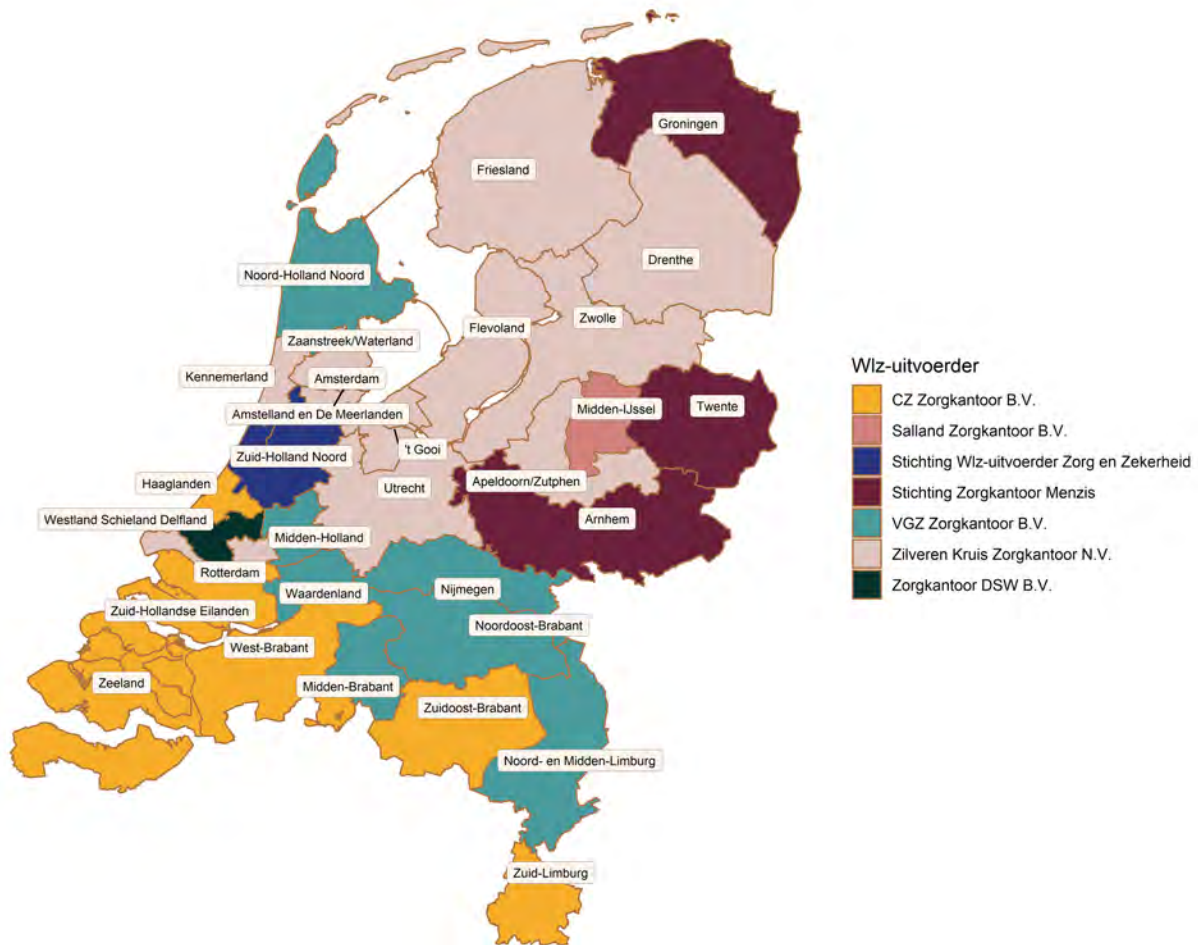 Groningen
Friesland
Drenthe
Noord-Holland Noord
Zwolle
Flevoland
Zaanstreek/Waterland
Kennemerland
Amsterdam
Amstelland en De Meerlanden
Midden-IJssel
Twente
't Gooi
Zuid-Holland Noord
Haaglanden
Utrecht
Apeldoorn/Zutphen
Westland Schieland Delfland
Arnhem
Midden-Holland
Rotterdam
Waardenland
Nijmegen
Zuid-Hollandse Eilanden
Noordoost-Brabant
West-Brabant
Zeeland
Midden-Brabant
Zuidoost-Brabant
Noord- en Midden-Limburg
Zuid-Limburg
Wlz-uitvoerder
CZ Zorgkantoor B.V.
Salland Zorgkantoor B.V.
Stichting Wlz-uitvoerder Zorg en Zekerheid
Stichting Zorgkantoor Menzis
VGZ Zorgkantoor B.V.
Zilveren Kruis Zorgkantoor N.V.
Zorgkantoor DSW B.V.